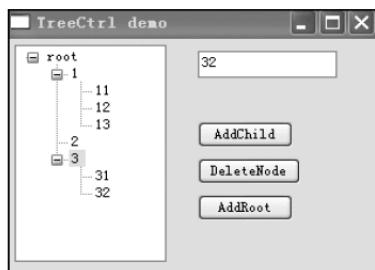 TreeCtrl demo
root
1
11
12
13
2
3
31
32
32
AddChild
DeleteNode
AddRoot